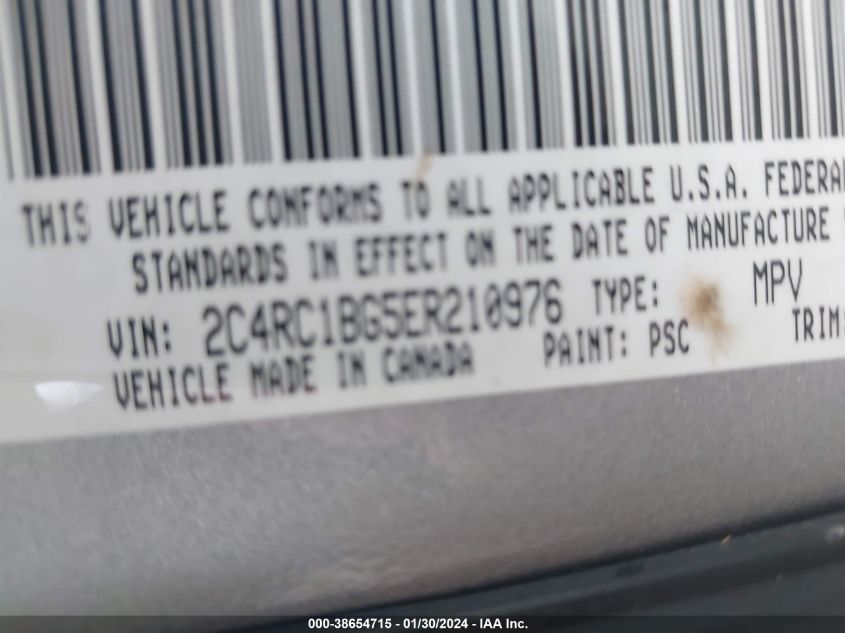 THIS VEHICLE CONFORMS TO ALL APPLICABLE U.S.A. FEDERAL
STANDARDS IN EFFECT ON THE DATE OF MANUFACTURE
VIN: 2C4RC1BG5ER210976 TYPE: MPV
VEHICLE MADE IN CANADA PAINT: PSC TRIM:
000-38654715 - 01/30/2024 - IAA Inc.